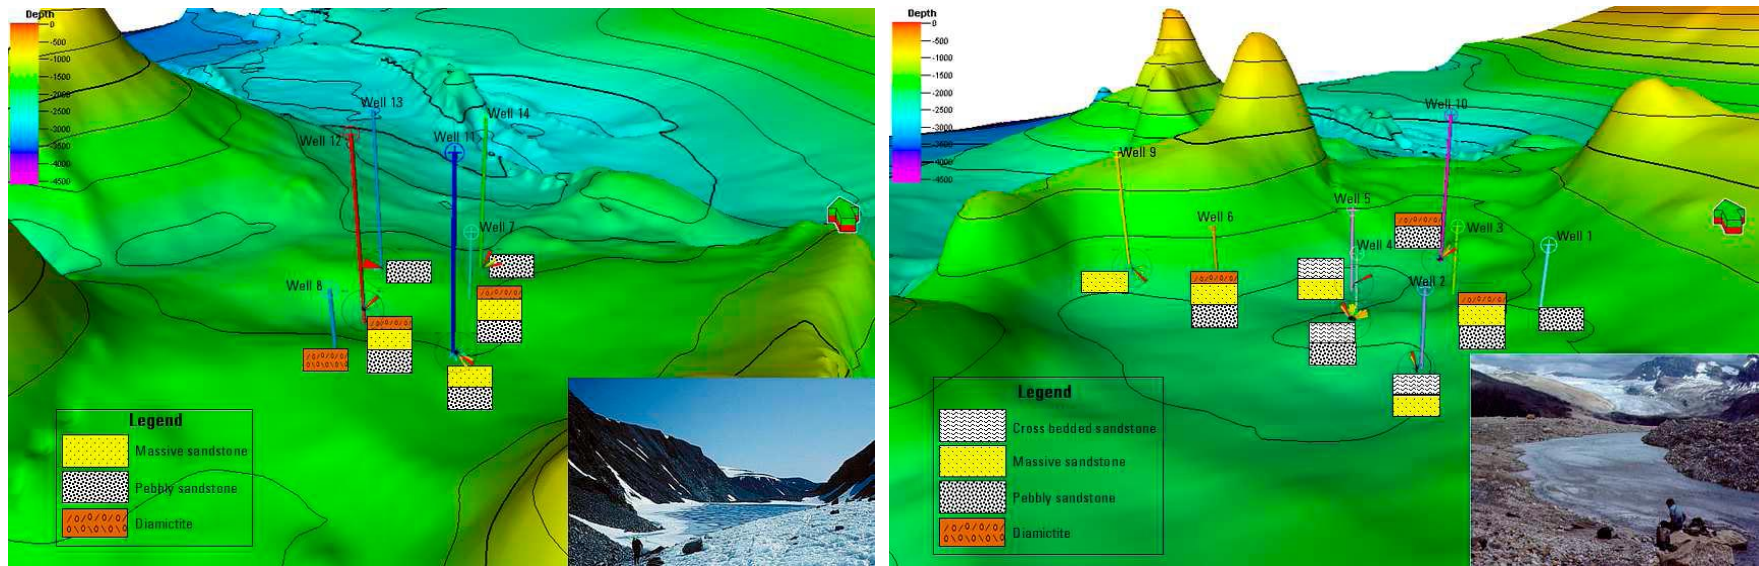 Depth
0
-500
-1000
-1500
-2000
-2500
-3000
-3500
-4000
-4500
Well 13
Well 14
Well 12
Well 11
Well 7
Well 8
Legend
Massive sandstone
Pebbly sandstone
Diamictite
Depth
0
-500
-1000
-1500
-2000
-2500
-3000
-3500
-4000
-4500
Well 10
Well 9
Well 5
Well 6
Well 3
Well 4
Well 1
Well 2
Legend
Cross bedded sandstone
Massive sandstone
Pebbly sandstone
Diamictite